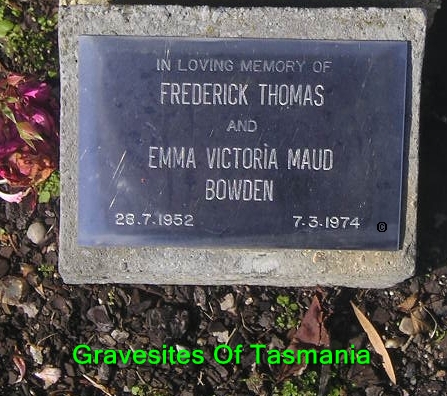 IN LOVING MEMORY OF
FREDERICK THOMAS
AND
EMMA VICTORIA MAUD
BOWDEN
28.7.1952 7.3.1974 ©
Gravesites Of Tasmania